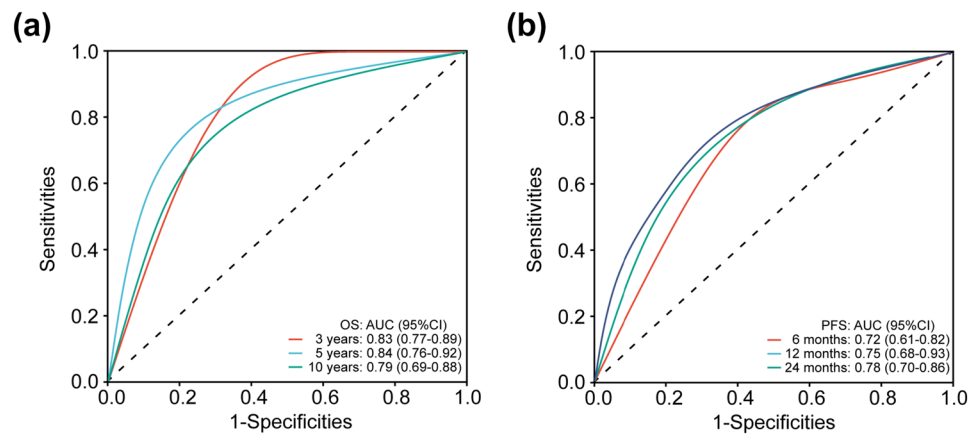 (a)
1.0
0.8
0.6
0.4
0.2
0.0
Sensitivities
OS: AUC (95%CI)
3 years: 0.83 (0.77-0.89)
5 years: 0.84 (0.76-0.92)
10 years: 0.79 (0.69-0.88)
0.0 0.2 0.4 0.6 0.8 1.0
1-Specificities
(b)
1.0
0.8
0.6
0.4
0.2
0.0
Sensitivities
PFS: AUC (95%CI)
6 months: 0.72 (0.61-0.82)
12 months: 0.75 (0.68-0.93)
24 months: 0.78 (0.70-0.86)
0.0 0.2 0.4 0.6 0.8 1.0
1-Specificities